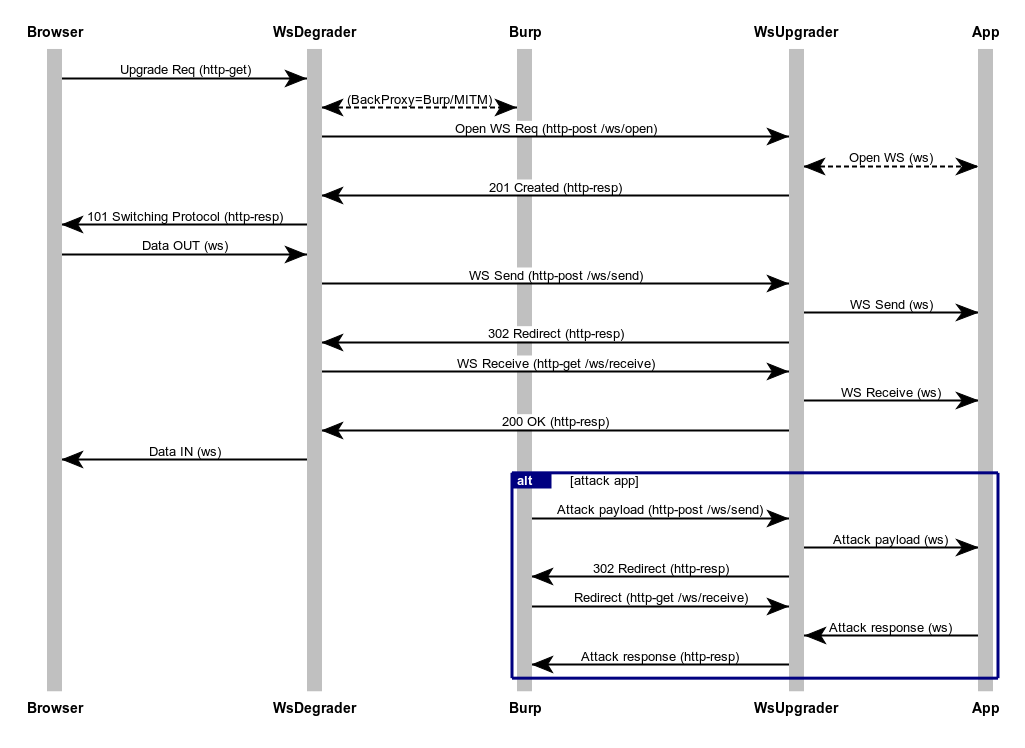 Browser WsDegrader Burp WsUpgrader App
Upgrade Req (http-get)
(BackProxy=Burp/MITM)
Open WS Req (http-post /ws/open)
Open WS (ws)
201 Created (http-resp)
101 Switching Protocol (http-resp)
Data OUT (ws)
WS Send (http-post /ws/send)
WS Send (ws)
302 Redirect (http-resp)
WS Receive (http-get /ws/receive)
WS Receive (ws)
200 OK (http-resp)
Data IN (ws)
alt [attack app]
Attack payload (http-post /ws/send)
Attack payload (ws)
302 Redirect (http-resp)
Redirect (http-get /ws/receive)
Attack response (ws)
Attack response (http-resp)
Browser WsDegrader Burp WsUpgrader App